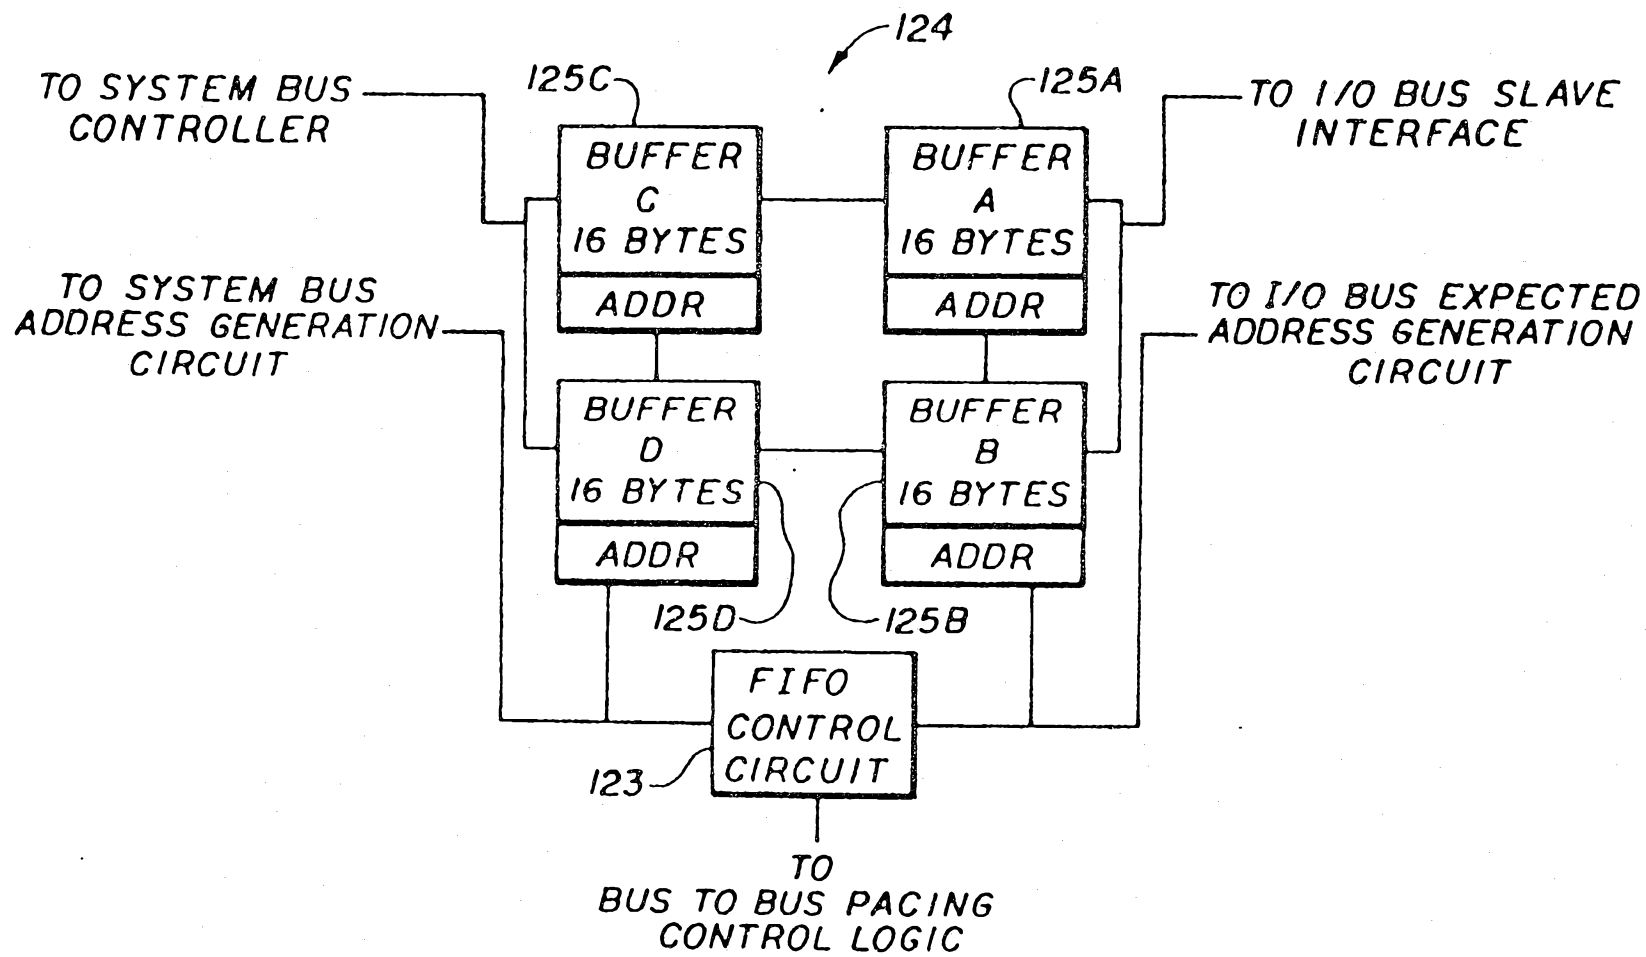 124
125C
125A
TO SYSTEM BUS
CONTROLLER
TO I/O BUS SLAVE
INTERFACE
BUFFER
C
16 BYTES
ADDR
BUFFER
A
16 BYTES
ADDR
TO SYSTEM BUS
ADDRESS GENERATION
CIRCUIT
TO I/O BUS EXPECTED
ADDRESS GENERATION
CIRCUIT
BUFFER
D
16 BYTES
ADDR
BUFFER
B
16 BYTES
ADDR
125D
125B
FIFO
CONTROL
CIRCUIT
123
TO
BUS TO BUS PACING
CONTROL LOGIC